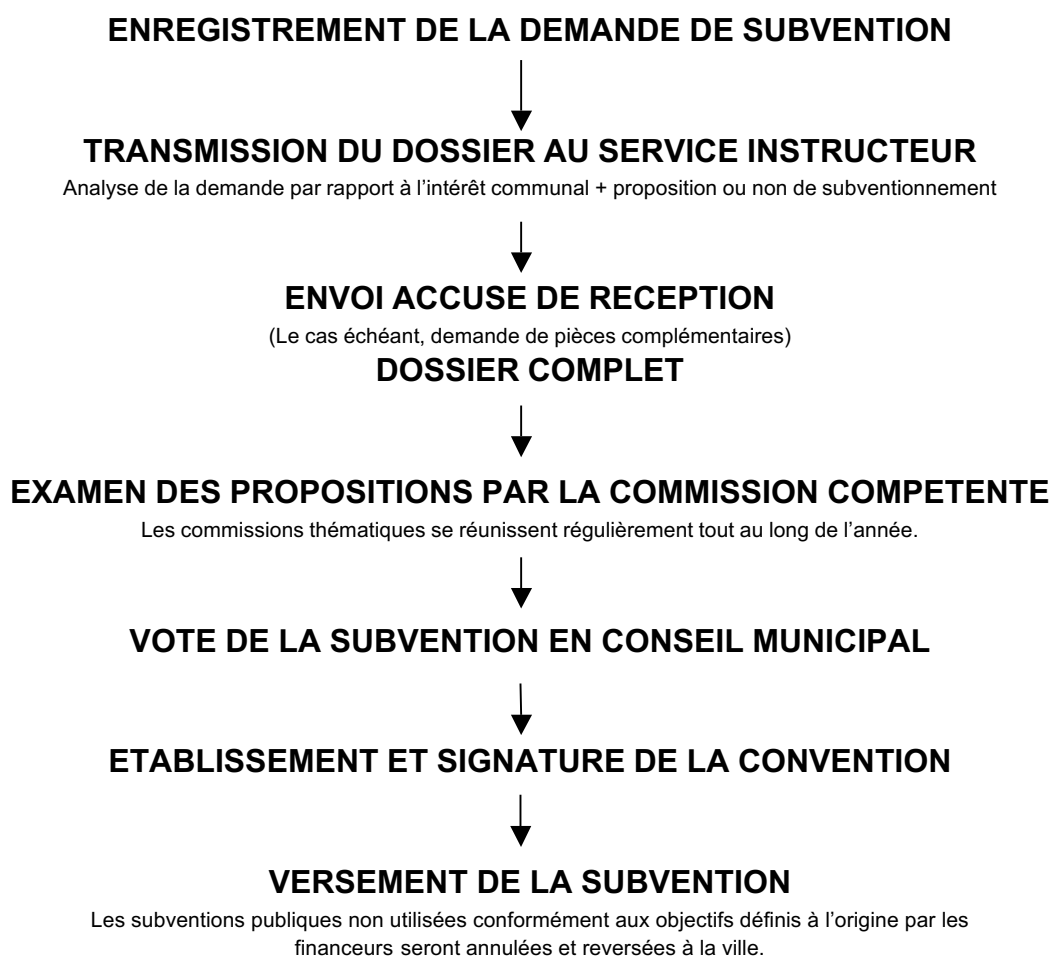 ENREGISTREMENT DE LA DEMANDE DE SUBVENTION
TRANSMISSION DU DOSSIER AU SERVICE INSTRUCTEUR
Analyse de la demande par rapport à l’intérêt communal + proposition ou non de subventionnement
ENVOI ACCUSE DE RECEPTION
(Le cas échéant, demande de pièces complémentaires)
DOSSIER COMPLET
EXAMEN DES PROPOSITIONS PAR LA COMMISSION COMPETENTE
Les commissions thématiques se réunissent régulièrement tout au long de l’année.
VOTE DE LA SUBVENTION EN CONSEIL MUNICIPAL
ETABLISSEMENT ET SIGNATURE DE LA CONVENTION
VERSEMENT DE LA SUBVENTION
Les subventions publiques non utilisées conformément aux objectifs définis à l’origine par les
financeurs seront annulées et reversées à la ville.